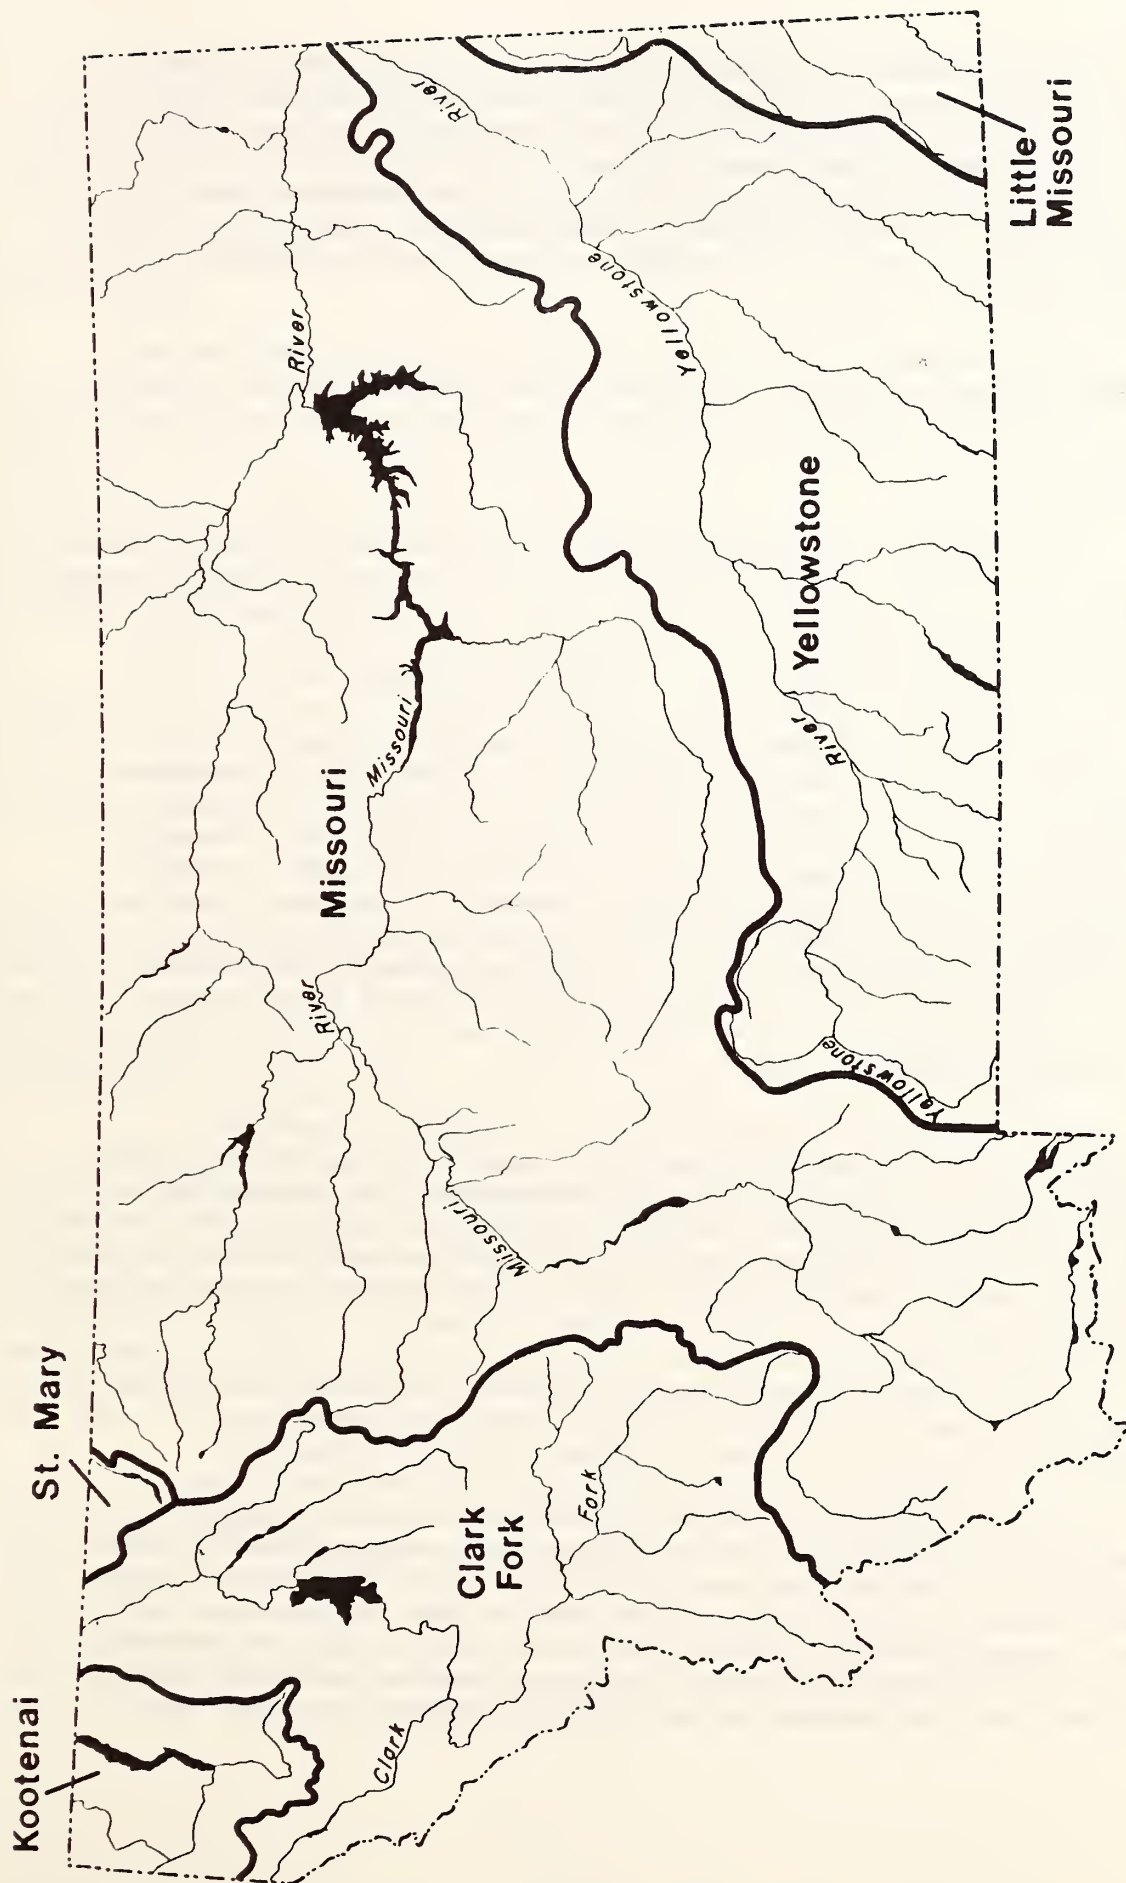 Kootenai
St. Mary
Clark
Fork
Missouri
Yellowstone
Little
Missouri
Clark
Fork
Missouri
River
Missouri
River
Yellowstone
Yellowstone
River
Yellowstone
River